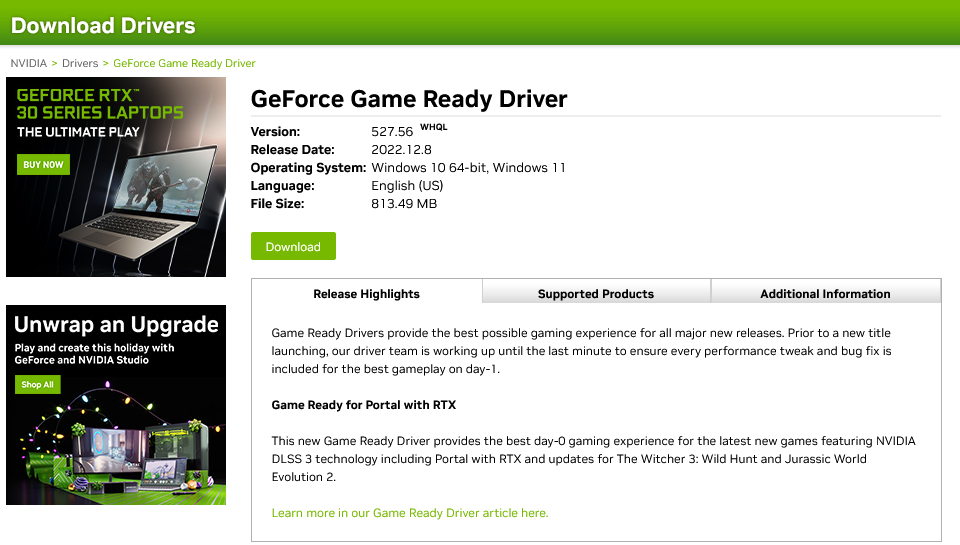 Download Drivers
NVIDIA > Drivers > GeForce Game Ready Driver
GEFORCE RTX™
30 SERIES LAPTOPS
THE ULTIMATE PLAY
BUY NOW
Unwrap an Upgrade
Play and create this holiday with
GeForce and NVIDIA Studio
Shop All
GeForce Game Ready Driver
Version: 527.56 WHQL
Release Date: 2022.12.8
Operating System: Windows 10 64-bit, Windows 11
Language: English (US)
File Size: 813.49 MB
Download
Release Highlights Supported Products Additional Information
Game Ready Drivers provide the best possible gaming experience for all major new releases. Prior to a new title
launching, our driver team is working up until the last minute to ensure every performance tweak and bug fix is
included for the best gameplay on day-1.
Game Ready for Portal with RTX
This new Game Ready Driver provides the best day-0 gaming experience for the latest new games featuring NVIDIA
DLSS 3 technology including Portal with RTX and updates for The Witcher 3: Wild Hunt and Jurassic World
Evolution 2.
Learn more in our Game Ready Driver article here.